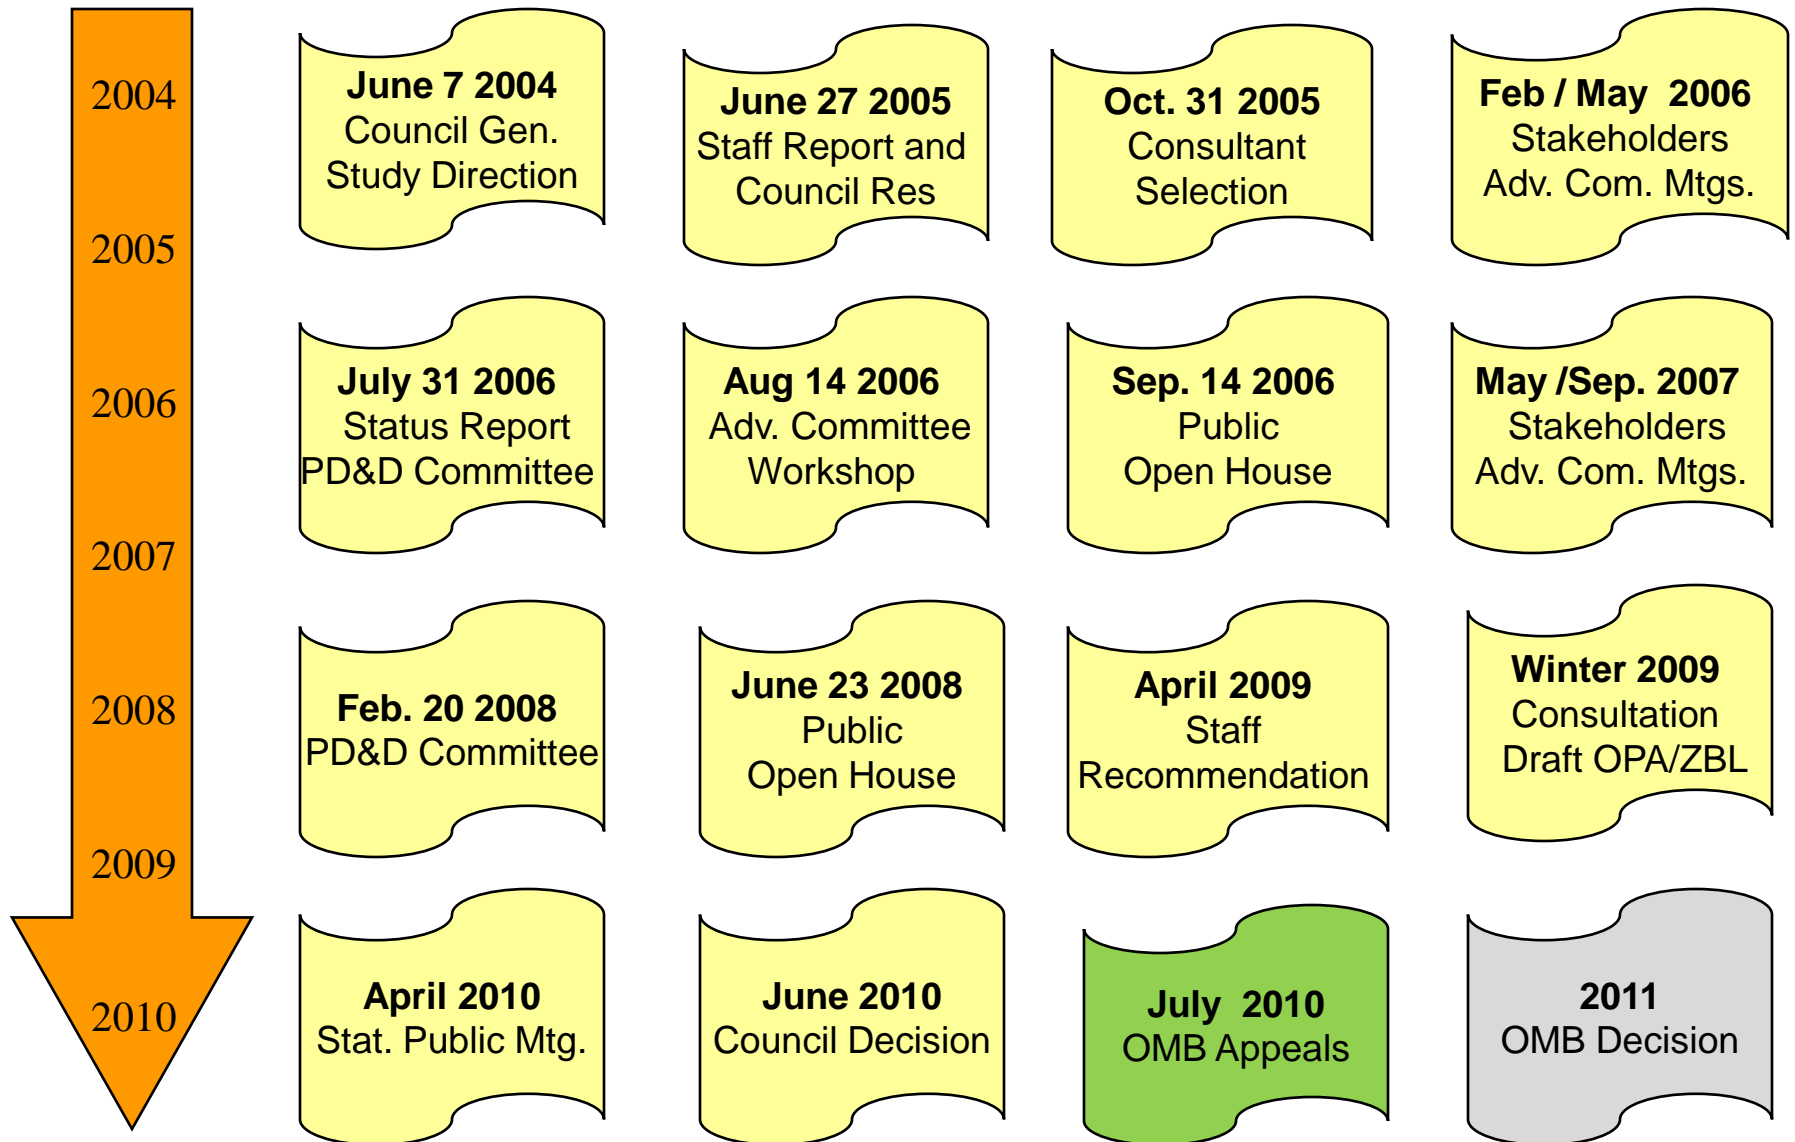 2004
2005
2006
2007
2008
2009
2010
June 7 2004
Council Gen.
Study Direction
June 27 2005
Staff Report and
Council Res
Oct. 31 2005
Consultant
Selection
Feb / May 2006
Stakeholders
Adv. Com. Mtgs.
July 31 2006
Status Report
PD&D Committee
Aug 14 2006
Adv. Committee
Workshop
Sep. 14 2006
Public
Open House
May /Sep. 2007
Stakeholders
Adv. Com. Mtgs.
Feb. 20 2008
PD&D Committee
June 23 2008
Public
Open House
April 2009
Staff
Recommendation
Winter 2009
Consultation
Draft OPA/ZBL
April 2010
Stat. Public Mtg.
June 2010
Council Decision
July 2010
OMB Appeals
2011
OMB Decision